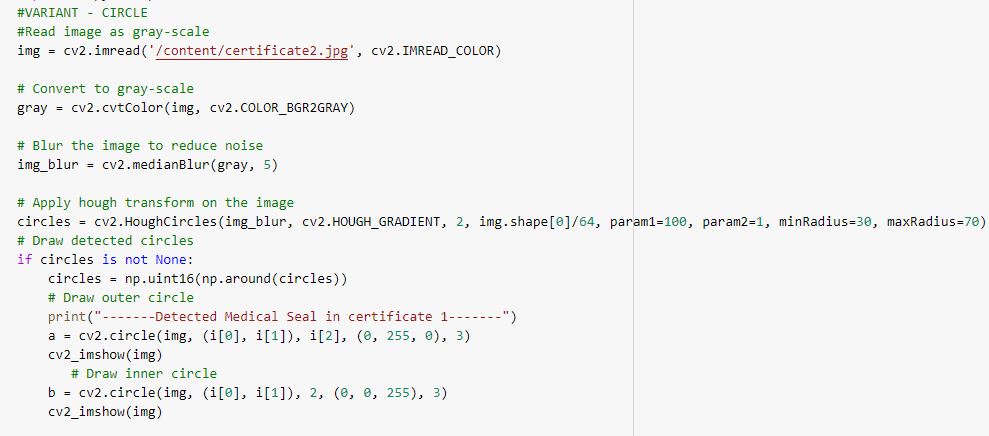 #VARIANT - CIRCLE
#Read image as gray-scale
img = cv2.imread('/content/certificate2.jpg', cv2.IMREAD_COLOR)

# Convert to gray-scale
gray = cv2.cvtColor(img, cv2.COLOR_BGR2GRAY)

# Blur the image to reduce noise
img_blur = cv2.medianBlur(gray, 5)

# Apply hough transform on the image
circles = cv2.HoughCircles(img_blur, cv2.HOUGH_GRADIENT, 2, img.shape[0]/64, param1=100, param2=1, minRadius=30, maxRadius=70)
# Draw detected circles
if circles is not None:
    circles = np.uint16(np.around(circles))
    # Draw outer circle
    print("-------Detected Medical Seal in certificate 1-------")
    a = cv2.circle(img, (i[0], i[1]), i[2], (0, 255, 0), 3)
    cv2_imshow(img)
       # Draw inner circle
    b = cv2.circle(img, (i[0], i[1]), 2, (0, 0, 255), 3)
    cv2_imshow(img)